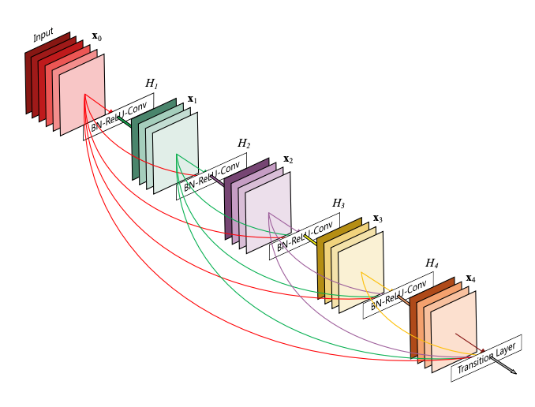 Input
x0
H1
BN-ReLU-Conv
x1
H2
BN-ReLU-Conv
x2
H3
BN-ReLU-Conv
x3
H4
BN-ReLU-Conv
x4
Transition Layer